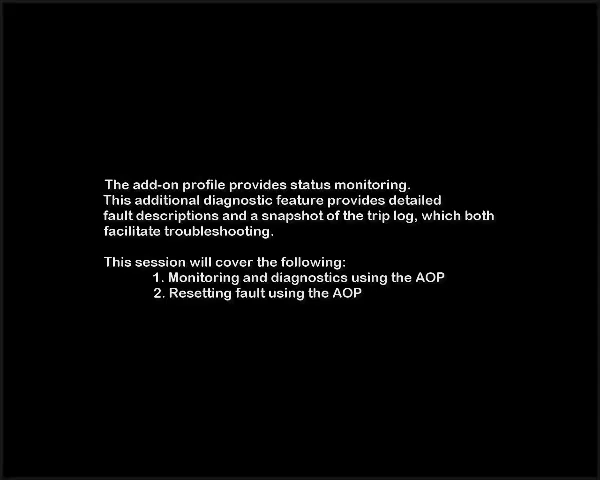 The add-on profile provides status monitoring.
This additional diagnostic feature provides detailed
fault descriptions and a snapshot of the trip log, which both
facilitate troubleshooting.
This session will cover the following:
1. Monitoring and diagnostics using the AOP
2. Resetting fault using the AOP